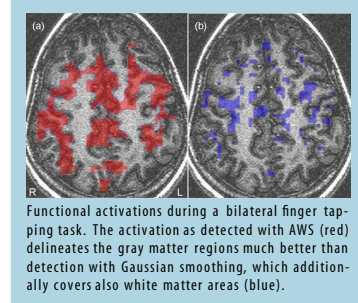 (a) (b)
R L
Functional activations during a bilateral finger tap-
ping task. The activation as detected with AWS (red)
delineates the gray matter regions much better than
detection with Gaussian smoothing, which addition-
ally covers also white matter areas (blue).